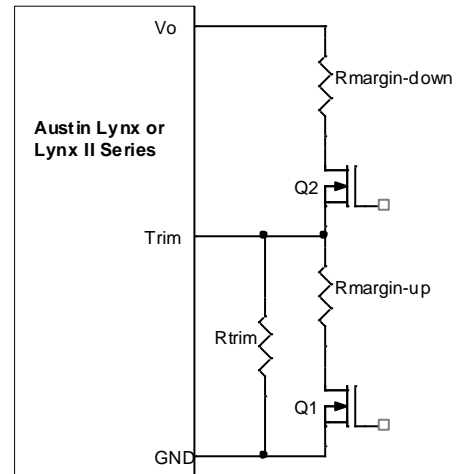 Vo
Rmargin-down
Austin Lynx or
Lynx II Series
Q2
Trim
Rmargin-up
Rtrim
Q1
GND